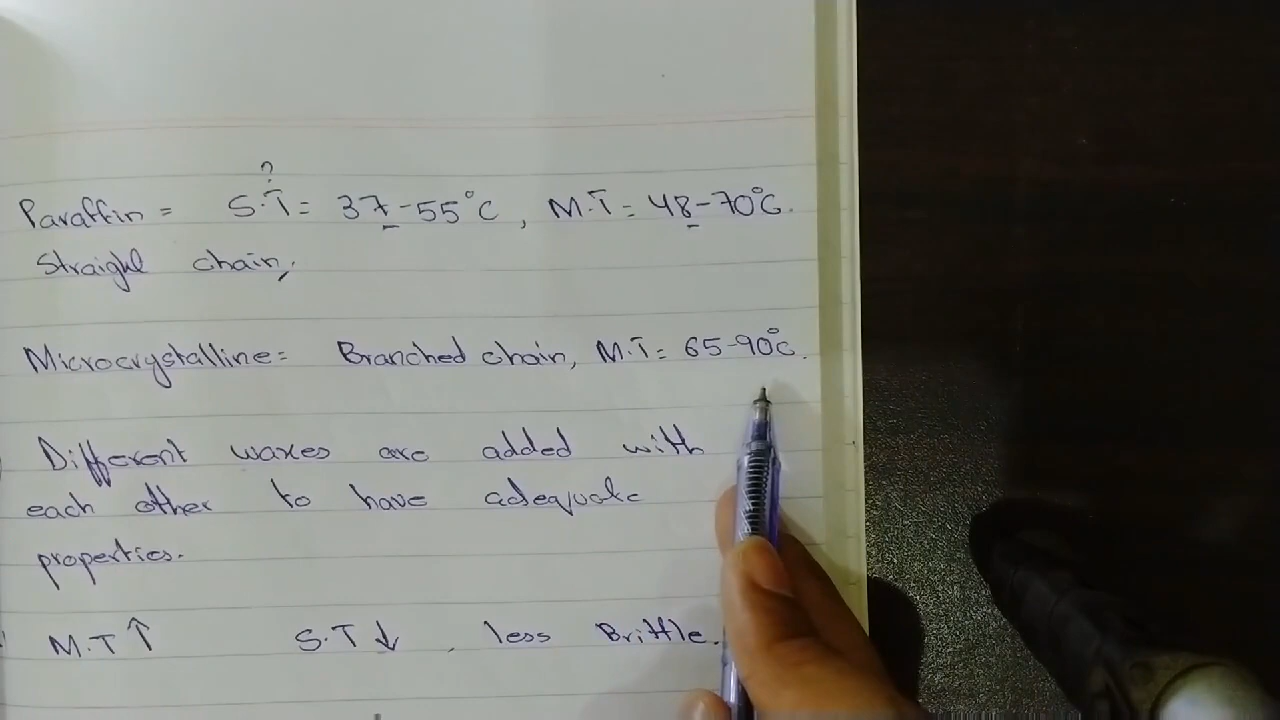 ?
Paraffin = S.T = 37-55°C, M.T = 48-70°C.
Straight chain,
Microcrystalline = Branched chain, M.T = 65-90°C.
Different waxes are added with
each other to have adequate
properties.
M.T ↑ S.T ↓, less Brittle.